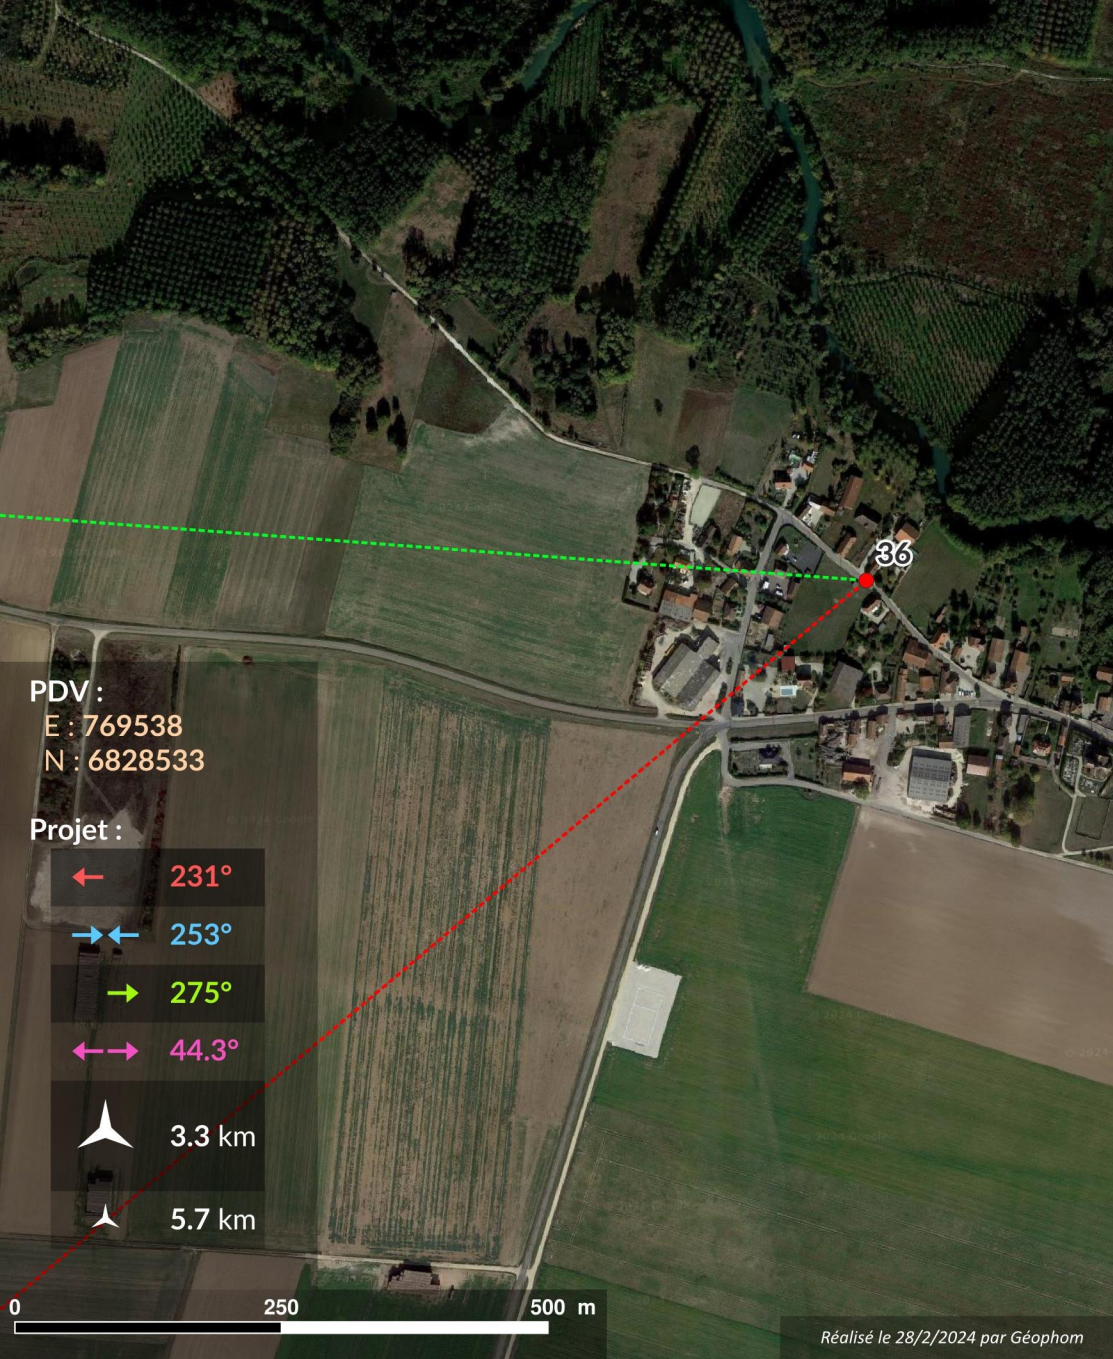 36
PDV :
E : 769538
N : 6828533
Projet :
231°
253°
275°
44.3°
3.3 km
5.7 km
0 250 500 m
Réalisé le 28/2/2024 par Géophom